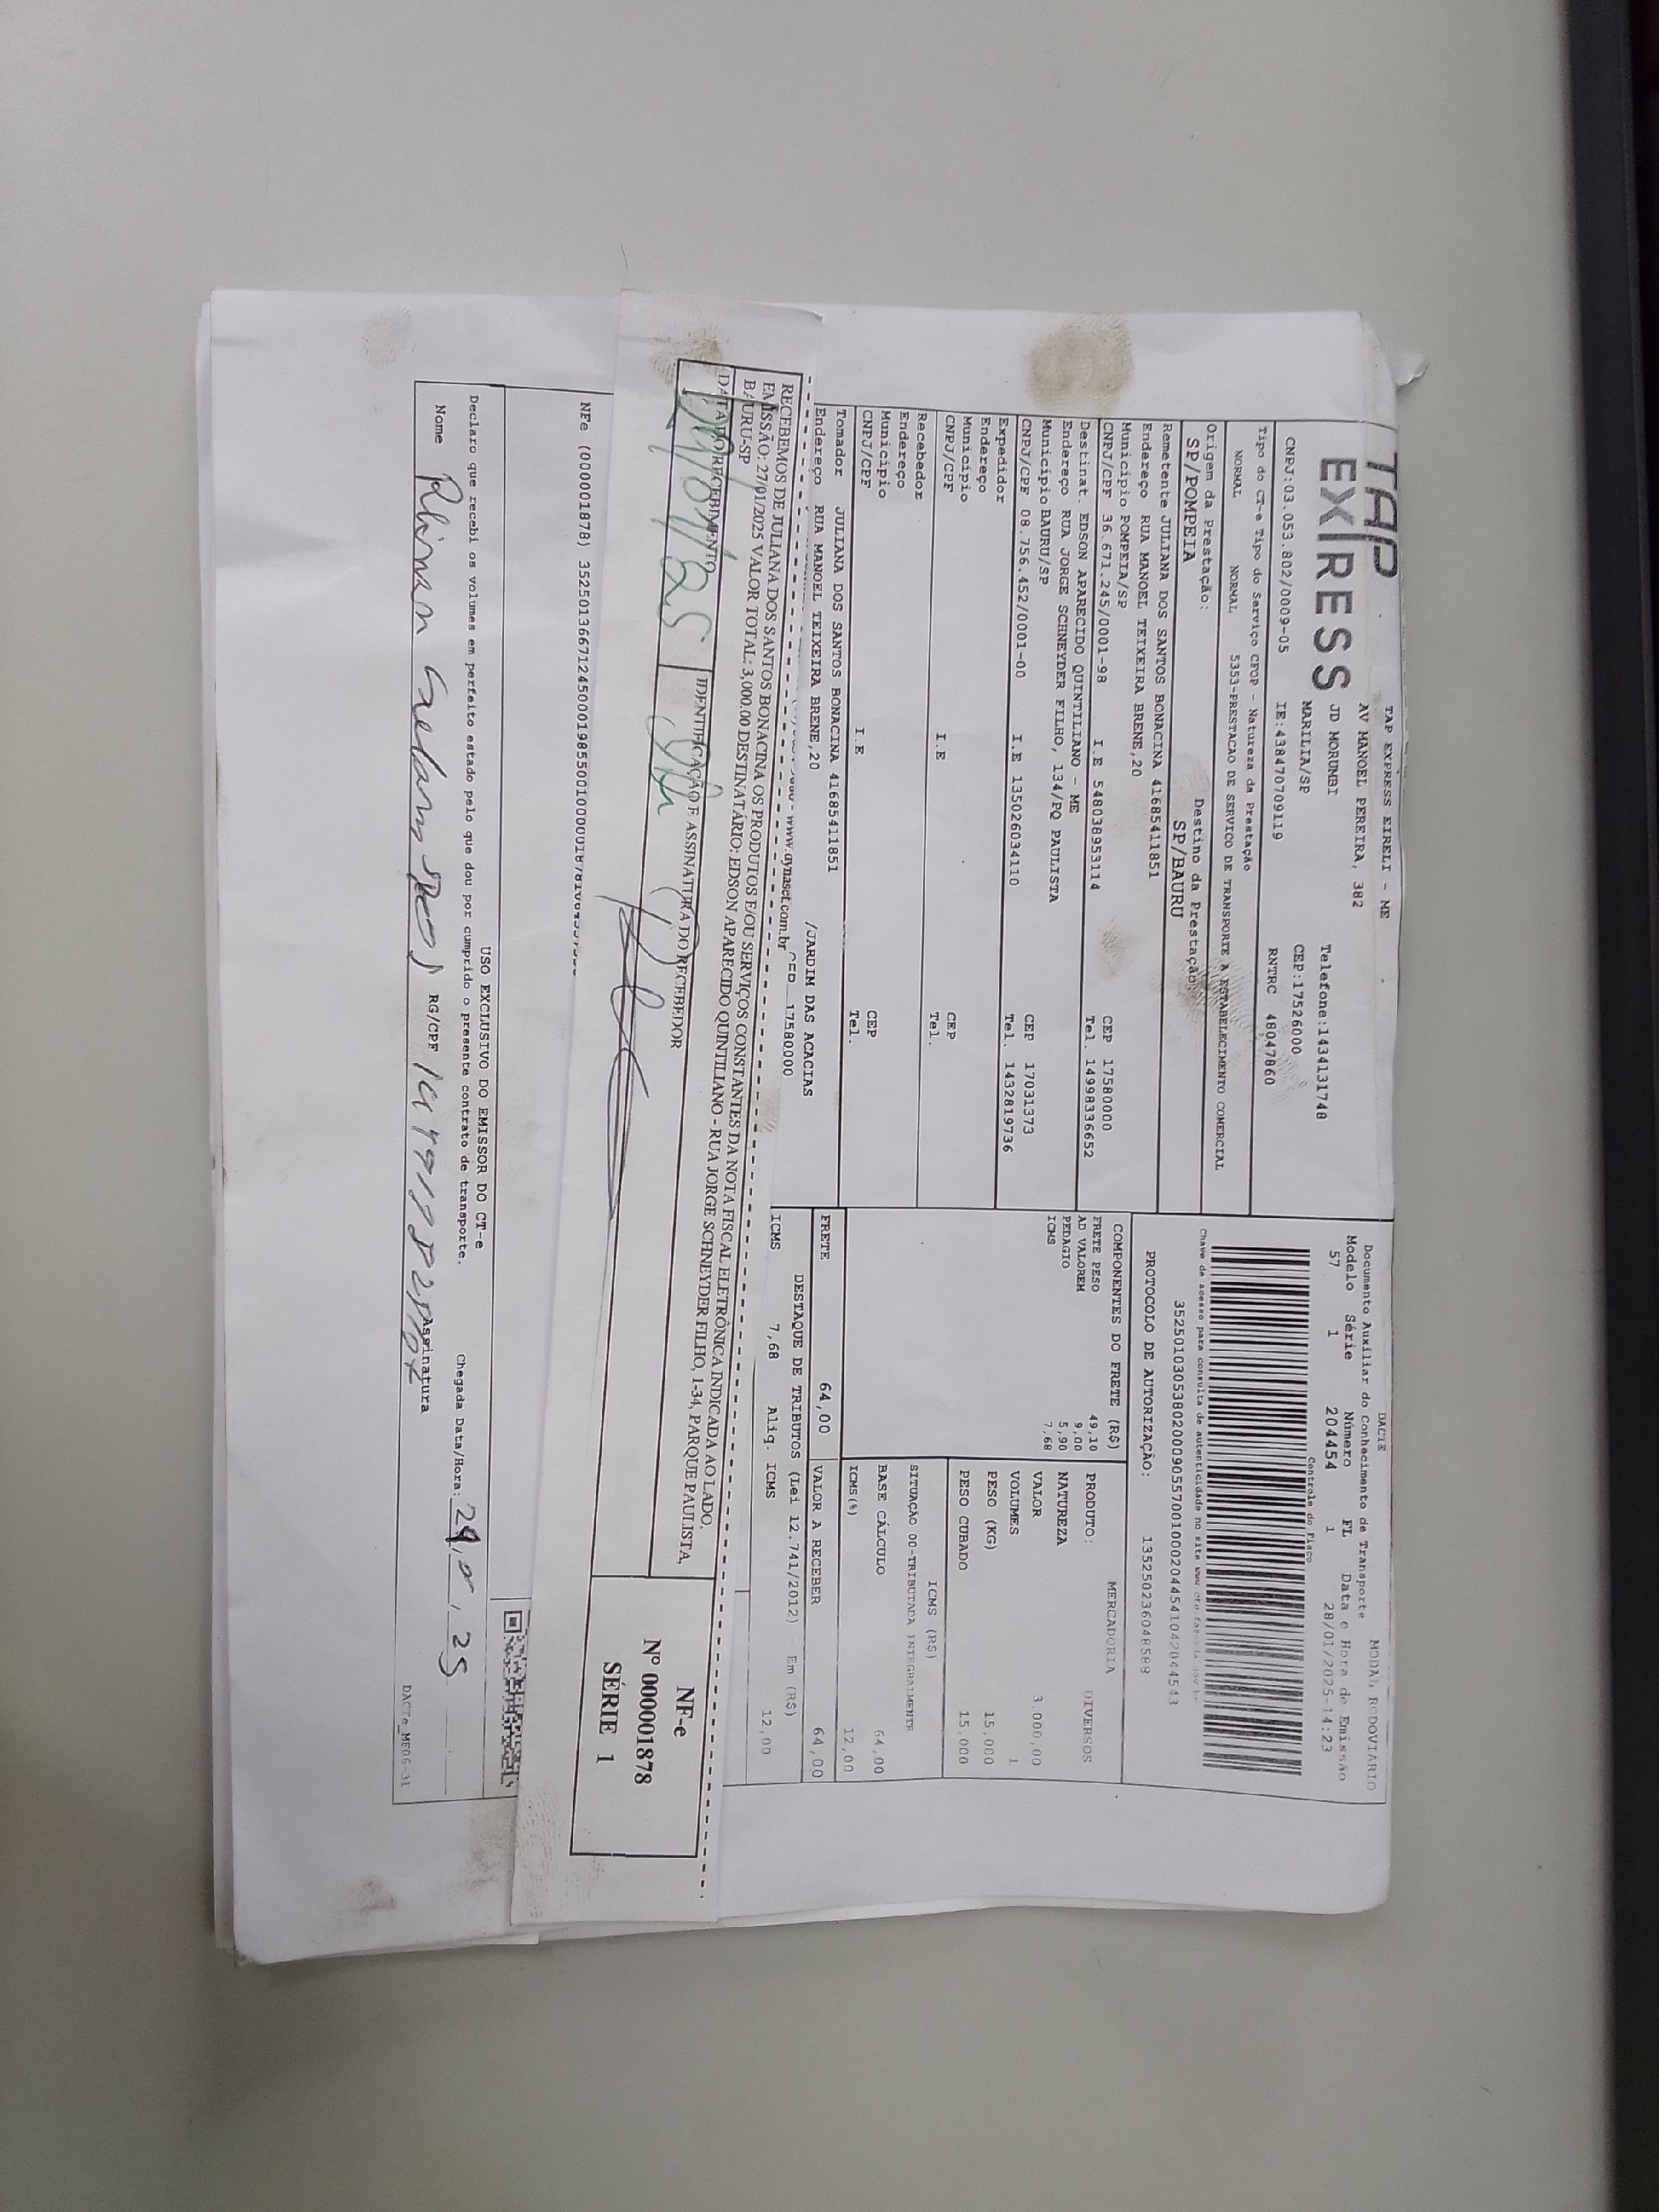 TAP EXPRESS
TAP EXPRESS EIRELI - ME
AV MANOEL PEREIRA, 382
JD MORUMBI Telefone:1434131748
MARILIA/SP CEP:17526000
CNPJ:03.053.802/0009-05 IE:438470709119 RNTRC 48047860
Tipo do CT-e Tipo do Serviço CFOP - Natureza da Prestação
NORMAL NORMAL 5353-PRESTACAO DE SERVICO DE TRANSPORTE A ESTABELECIMENTO COMERCIAL
Origem da Prestação: Destino da Prestação:
SP/POMPEIA SP/BAURU
Remetente JULIANA DOS SANTOS BONACINA 41685411851
Endereço RUA MANOEL TEIXEIRA BRENE,20
Município POMPEIA/SP CEP 17580000
CNPJ/CPF 36.671.245/0001-98 I.E 548038953114 Tel. 14998336652
Destinat. EDSON APARECIDO QUINTILIANO - ME
Endereço RUA JORGE SCHNEYDER FILHO, 134/PQ PAULISTA
Município BAURU/SP CEP 17031373
CNPJ/CPF 08.756.452/0001-00 I.E 135026034110 Tel. 1432819736
Expedidor
Endereço
Município CEP
CNPJ/CPF I.E Tel.
Recebedor
Endereço
Município CEP
CNPJ/CPF I.E Tel.
Tomador JULIANA DOS SANTOS BONACINA 41685411851
Endereço RUA MANOEL TEIXEIRA BRENE,20 /JARDIM DAS ACACIAS
CEP 17580000
DACTE MODAL RODOVIARIO
Documento Auxiliar do Conhecimento de Transporte
Modelo Série Número FL Data e Hora de Emissão
57 1 204454 1 28/01/2025-14:23
Controle do Fisco
Chave de acesso para consulta de autenticidade no site
PROTOCOLO DE AUTORIZAÇÃO: 135250236048588
COMPONENTES DO FRETE (R$)
FRETE PESO 49,10
AD VALOREM 9,00
PEDAGIO 5,90
ICMS 7,68
MERCADORIA
PRODUTO: DIVERSOS
NATUREZA
VALOR 3.000,00
VOLUMES 1
PESO (KG) 15,000
PESO CUBADO 15,000
ICMS (R$)
SITUAÇÃO 00-TRIBUTADA INTEGRALMENTE
BASE CÁLCULO 64,00
ICMS(%) 12,00
FRETE 64,00 VALOR A RECEBER 64,00
DESTAQUE DE TRIBUTOS (Lei 12.741/2012) - Em (R$)
ICMS 7,68 Aliq. ICMS 12,00
RECEBEMOS DE JULIANA DOS SANTOS BONACINA OS PRODUTOS E/OU SERVIÇOS CONSTANTES DA NOTA FISCAL ELETRÔNICA INDICADA AO LADO.
EMISSÃO: 27/01/2025 VALOR TOTAL: 3,000.00 DESTINATÁRIO: EDSON APARECIDO QUINTILIANO - RUA JORGE SCHNEYDER FILHO, 1-34, PARQUE PAULISTA,
BAURU-SP
DATA DO RECEBIMENTO
IDENTIFICAÇÃO E ASSINATURA DO RECEBEDOR
NF-e
Nº 000001878
SÉRIE 1
NFe (000001878)
USO EXCLUSIVO DO EMISSOR DO CT-e
Declaro que recebi os volumes em perfeito estado pelo que dou por cumprido o presente contrato de transporte. Chegada Data/Hora:
Nome RG/CPF Assinatura